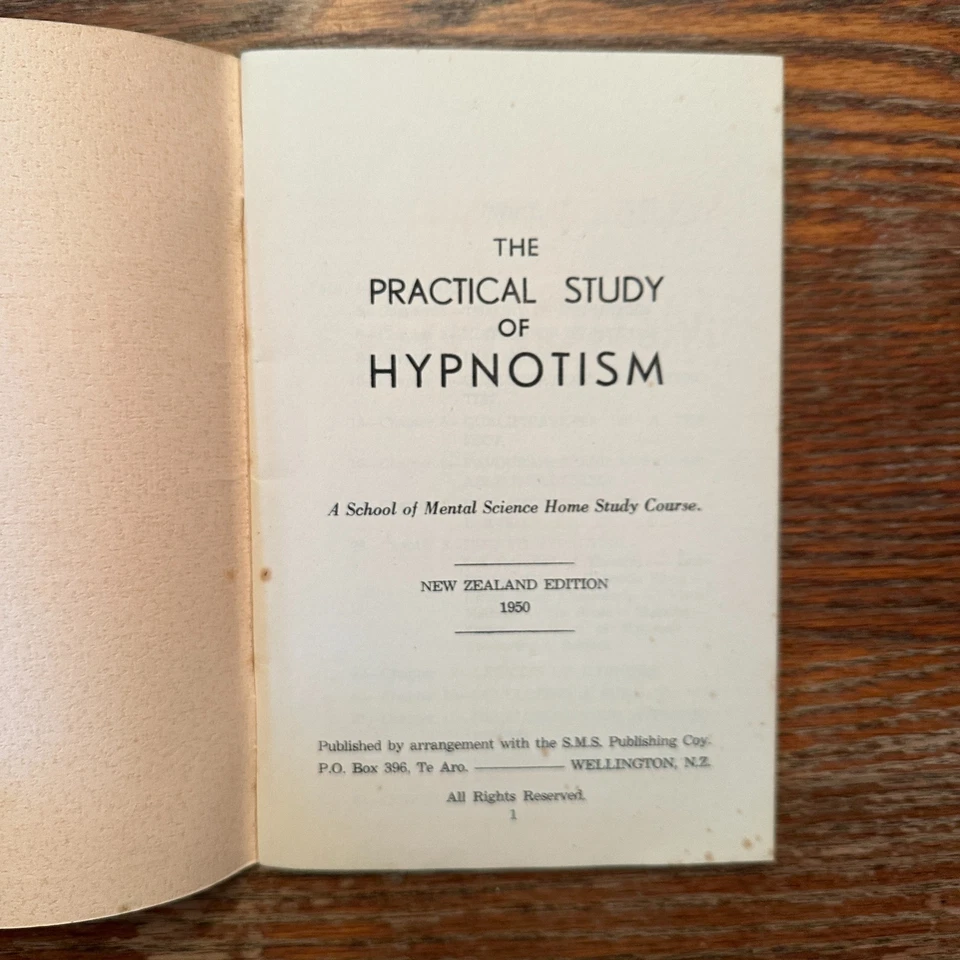 THE
PRACTICAL STUDY
OF
HYPNOTISM
A School of Mental Science Home Study Course.
NEW ZEALAND EDITION
1950
Published by arrangement with the S.M.S. Publishing Coy.
P.O. Box 396, Te Aro. ———— WELLINGTON, N.Z.
All Rights Reserved.
1